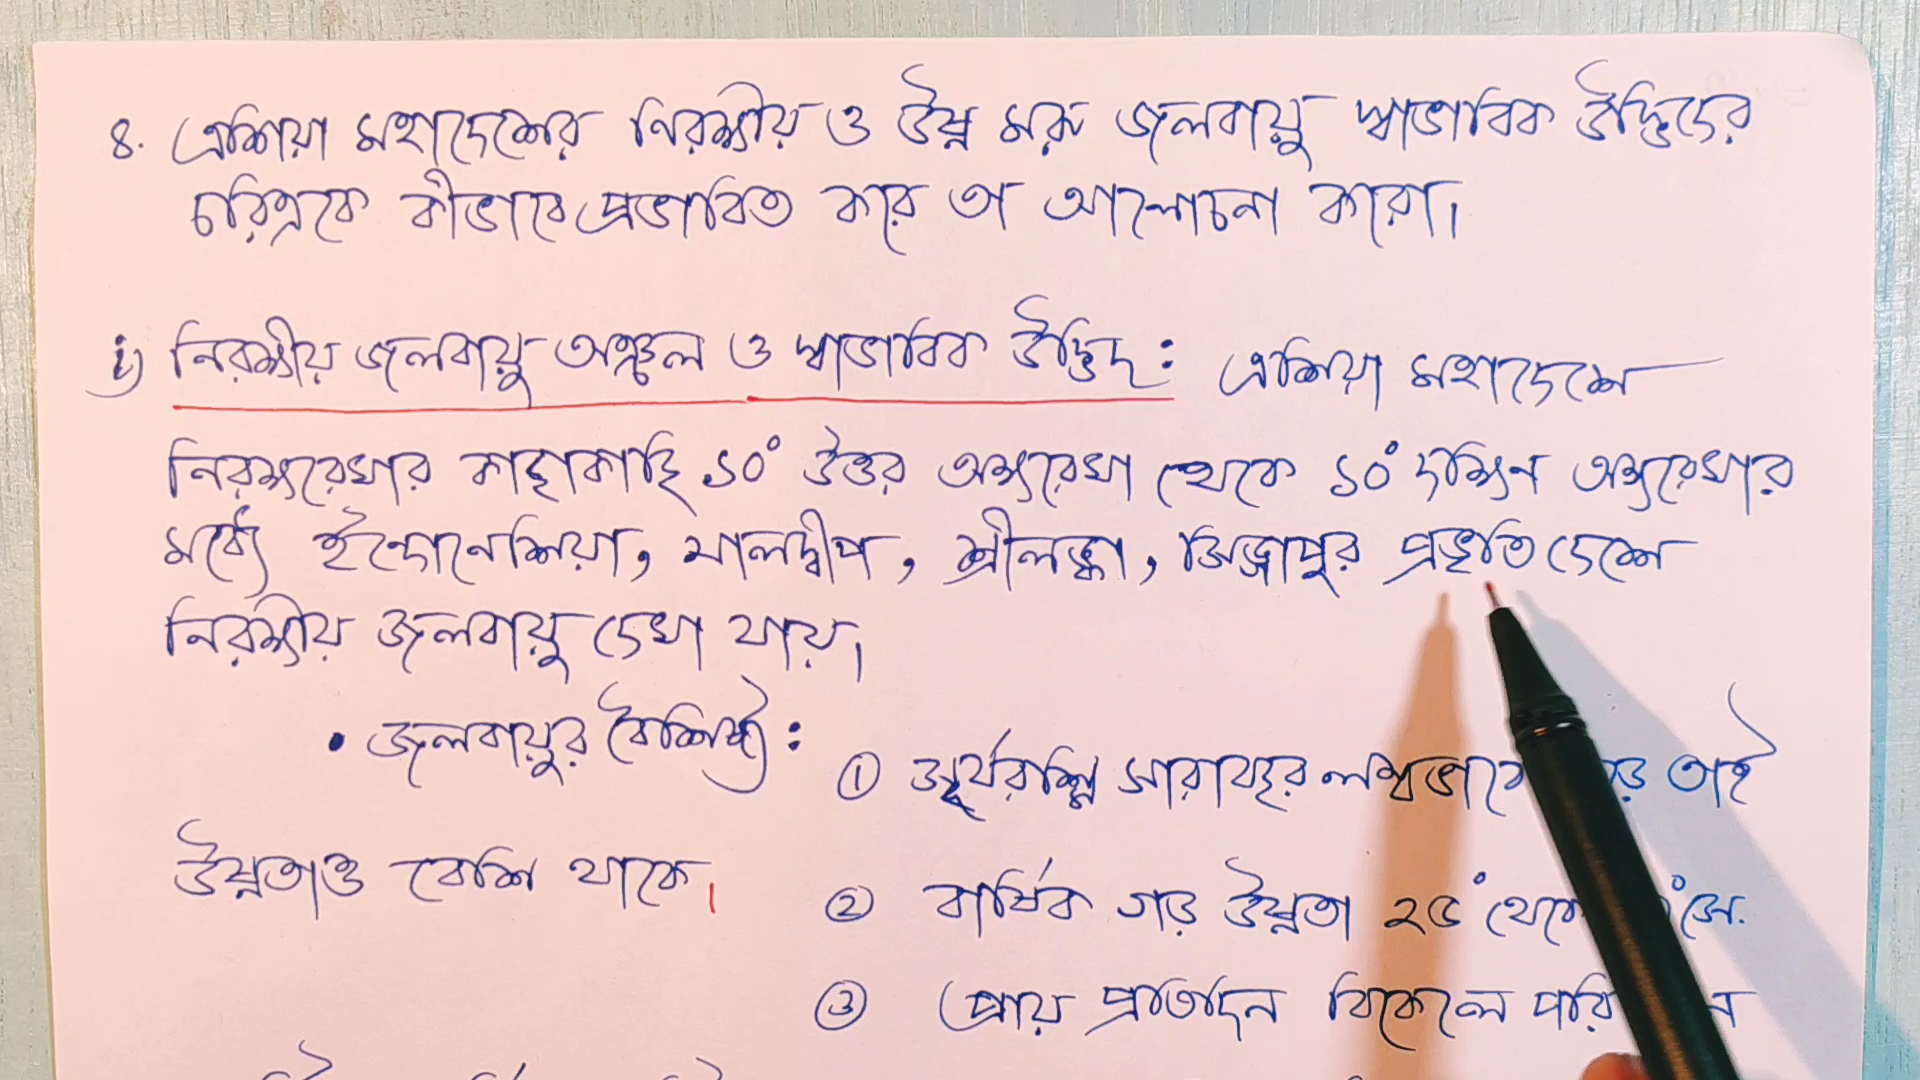 ৪. এশিয়া মহাদেশের নিরক্ষীয় ও উষ্ণ মরু জলবায়ু স্বাভাবিক উদ্ভিদের
চরিত্রকে কীভাবে প্রভাবিত করে তা আলোচনা করো।
i) নিরক্ষীয় জলবায়ু অঞ্চল ও স্বাভাবিক উদ্ভিদ : এশিয়া মহাদেশে
নিরক্ষরেখার কাছাকাছি ১০° উত্তর অক্ষরেখা থেকে ১০° দক্ষিন অক্ষরেখার
মধ্যে ইন্দোনেশিয়া, মালদ্বীপ, শ্রীলঙ্কা, সিঙ্গাপুর প্রভৃতি দেশে
নিরক্ষীয় জলবায়ু দেখা যায়।
• জলবায়ুর বৈশিষ্ট্য :
① সূর্যরশ্মি সারাবছর লম্বভাবে তাই
উষ্ণতাও বেশি থাকে।
② বার্ষিক গড় উষ্ণতা ২৫° সে.
③ প্রায় প্রতিদিন বিকেলে